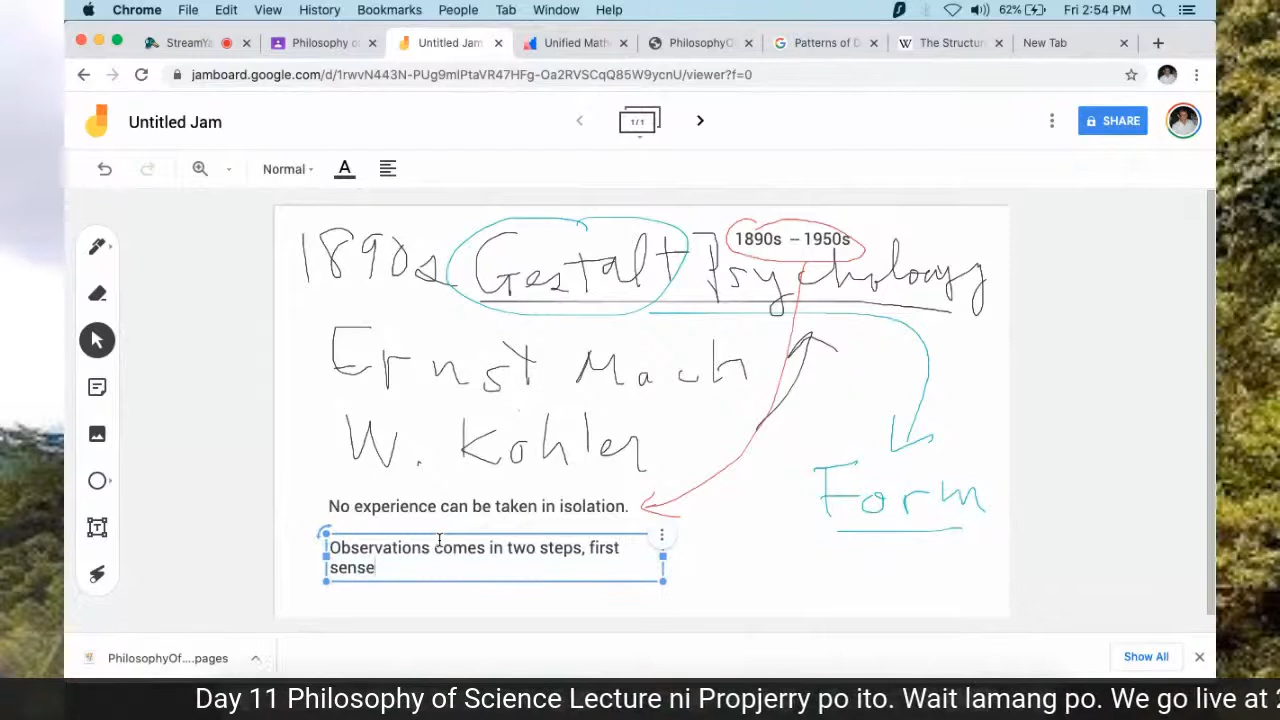 Chrome File Edit View History Bookmarks People Tab Window Help 62% Fri 2:54 PM
StreamYa Philosophy of Untitled Jam Unified Math PhilosophyO Patterns of D The Structur New Tab
jamboard.google.com/d/1rwvN443N-PUg9mlPtaVR47HFg-Oa2RVSCqQ85W9ycnU/viewer?f=0
Untitled Jam 1/1 SHARE
Normal A
1890s - 1950s
1890s Gestalt Psychology
Ernst Mach
W. Kohler
Form
No experience can be taken in isolation.
Observations comes in two steps, first
sense
PhilosophyOf....pages Show All
Day 11 Philosophy of Science Lecture ni Propjerry po ito. Wait lamang po. We go live at